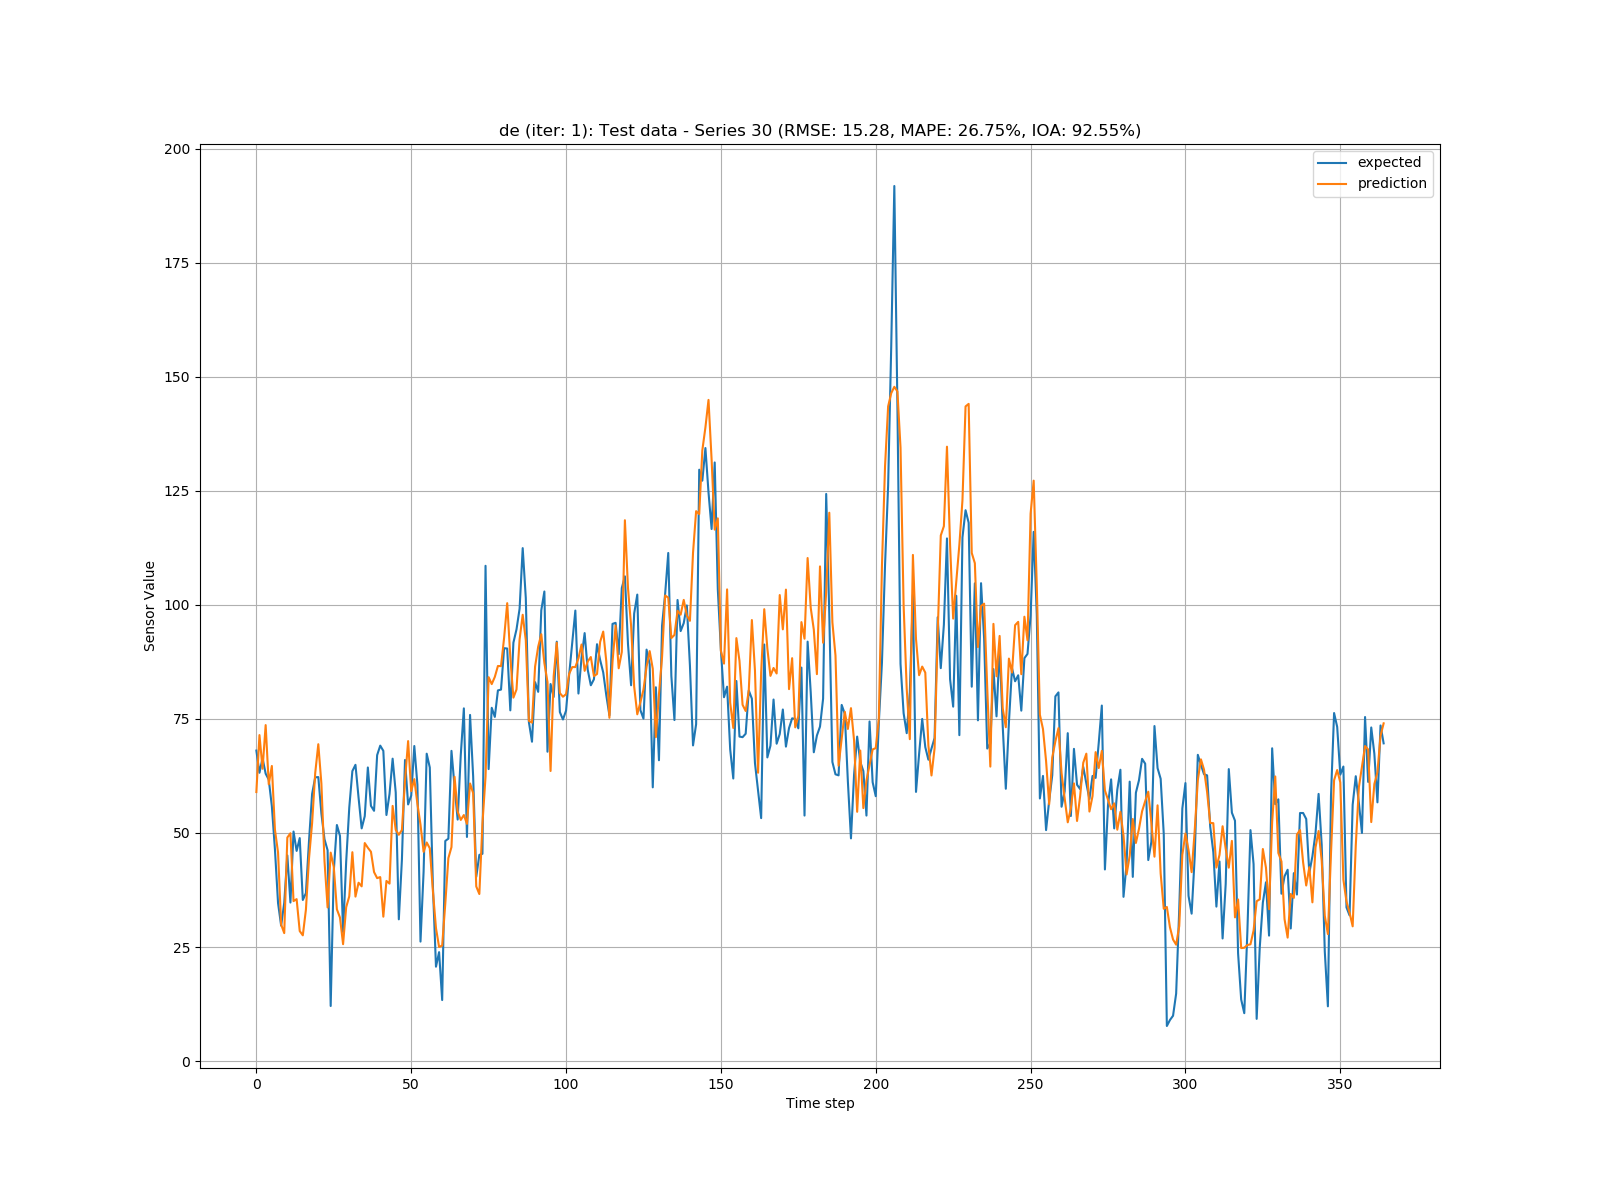 de (iter: 1): Test data - Series 30 (RMSE: 15.28, MAPE: 26.75%, IOA: 92.55%)
expected
prediction
200
175
150
125
100
75
50
25
0
Sensor Value
0 50 100 150 200 250 300 350
Time step